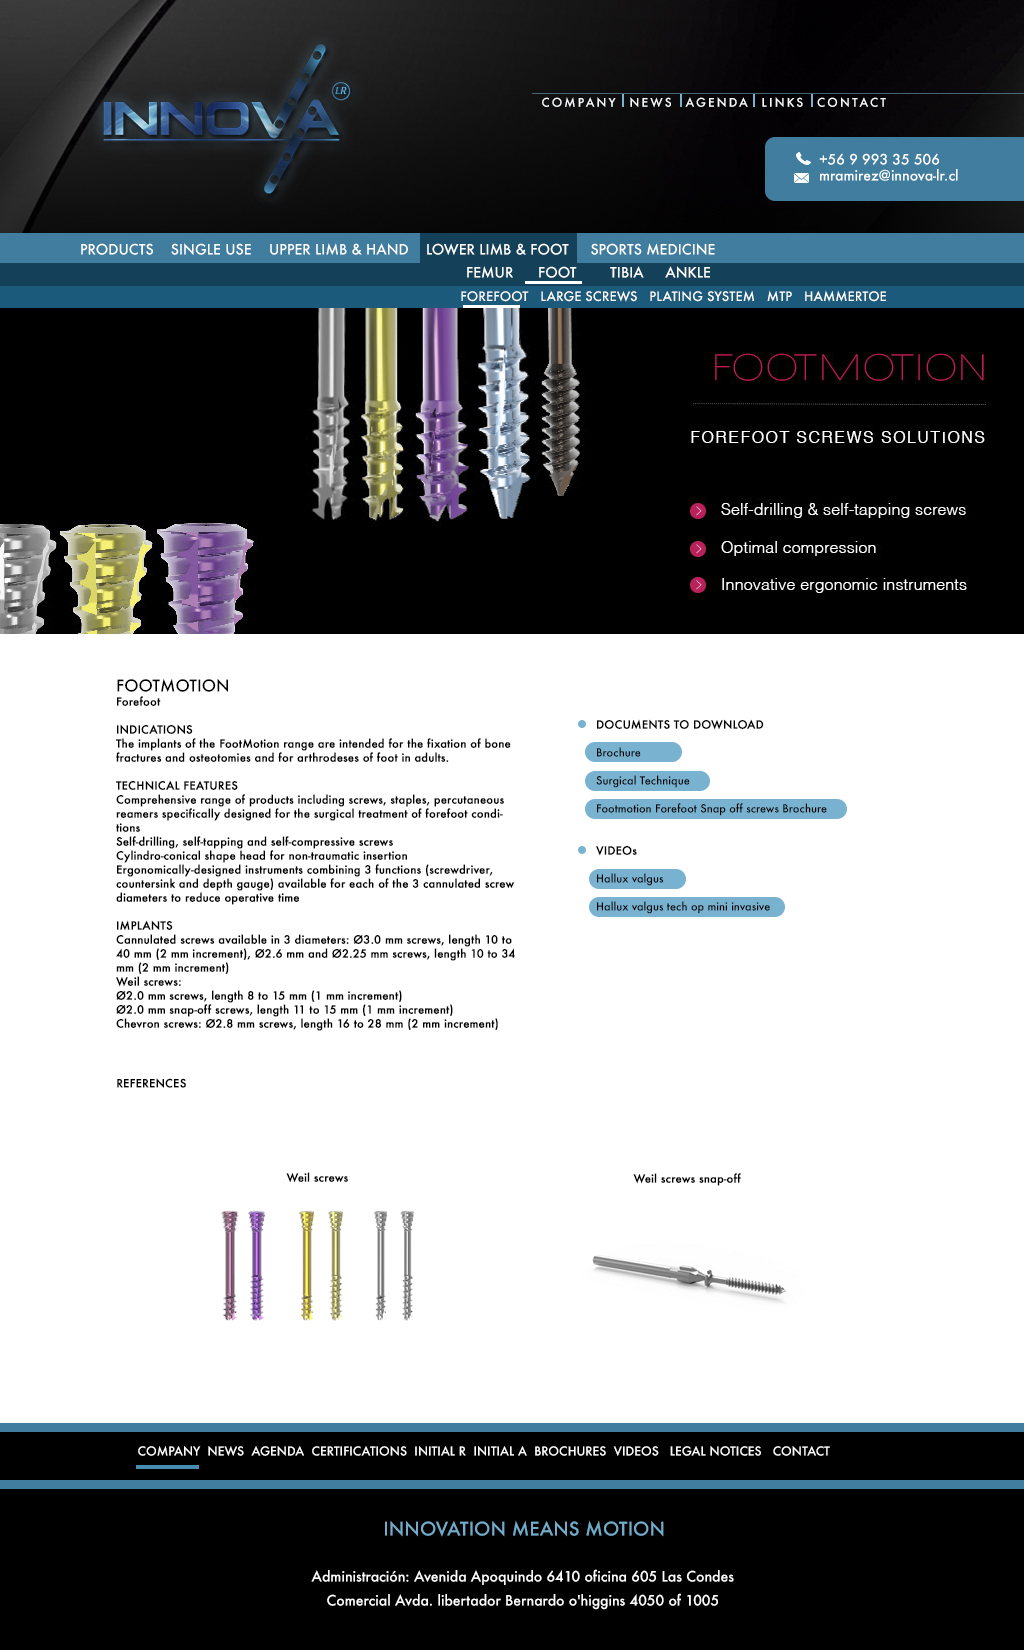 INNOVA LR
COMPANY NEWS AGENDA LINKS CONTACT
+56 9 993 35 506
mramirez@innova-lr.cl
PRODUCTS SINGLE USE UPPER LIMB & HAND LOWER LIMB & FOOT SPORTS MEDICINE
FEMUR FOOT TIBIA ANKLE
FOREFOOT LARGE SCREWS PLATING SYSTEM MTP HAMMERTOE
FOOTMOTION
FOREFOOT SCREWS SOLUTIONS
Self-drilling & self-tapping screws
Optimal compression
Innovative ergonomic instruments
FOOTMOTION
Forefoot
INDICATIONS
The implants of the FootMotion range are intended for the fixation of bone
fractures and osteotomies and for arthrodeses of foot in adults.
TECHNICAL FEATURES
Comprehensive range of products including screws, staples, percutaneous
reamers specifically designed for the surgical treatment of forefoot condi-
tions
Self-drilling, self-tapping and self-compressive screws
Cylindro-conical shape head for non-traumatic insertion
Ergonomically-designed instruments combining 3 functions (screwdriver,
countersink and depth gauge) available for each of the 3 cannulated screw
diameters to reduce operative time
IMPLANTS
Cannulated screws available in 3 diameters: Ø3.0 mm screws, length 10 to
40 mm (2 mm increment), Ø2.6 mm and Ø2.25 mm screws, length 10 to 34
mm (2 mm increment)
Weil screws:
Ø2.0 mm screws, length 8 to 15 mm (1 mm increment)
Ø2.0 mm snap-off screws, length 11 to 15 mm (1 mm increment)
Chevron screws: Ø2.8 mm screws, length 16 to 28 mm (2 mm increment)
DOCUMENTS TO DOWNLOAD
Brochure
Surgical Technique
Footmotion Forefoot Snap off screws Brochure
VIDEOs
Hallux valgus
Hallux valgus tech op mini invasive
REFERENCES
Weil screws
Weil screws snap-off
COMPANY NEWS AGENDA CERTIFICATIONS INITIAL R INITIAL A BROCHURES VIDEOS LEGAL NOTICES CONTACT
INNOVATION MEANS MOTION
Administración: Avenida Apoquindo 6410 oficina 605 Las Condes
Comercial Avda. libertador Bernardo o'higgins 4050 of 1005